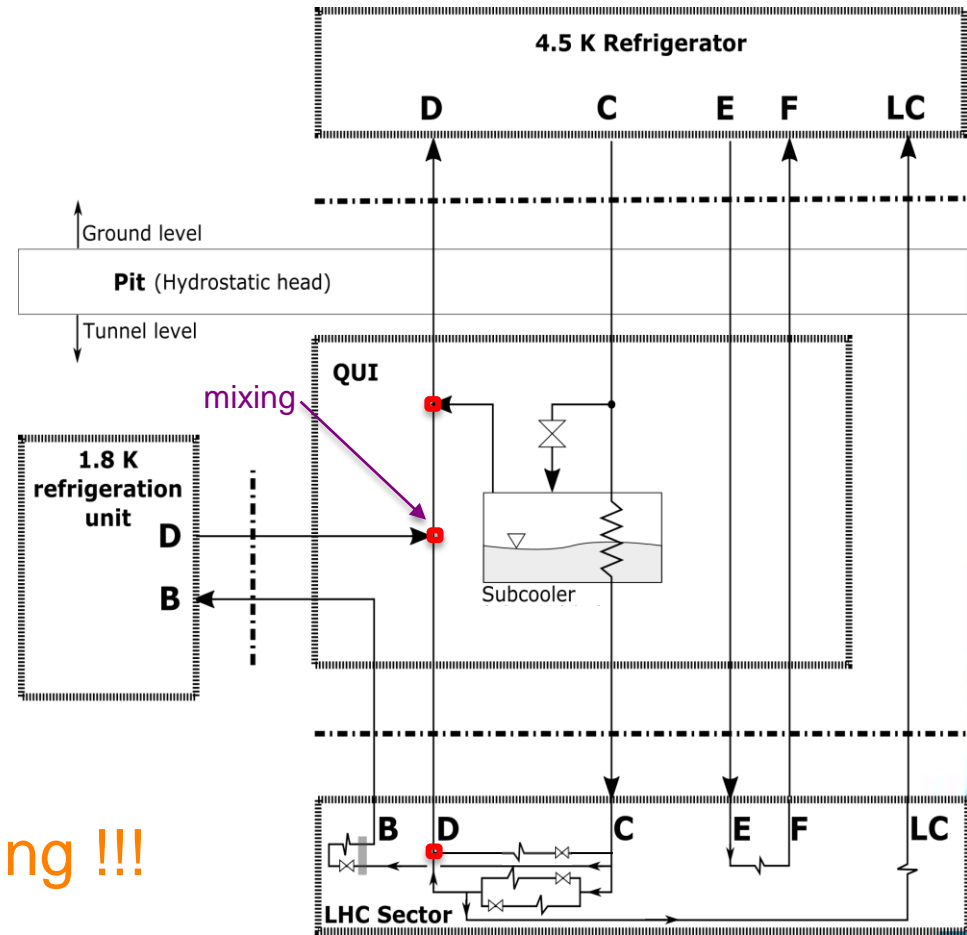 4.5 K Refrigerator
D C E F LC
Ground level
Pit (Hydrostatic head)
Tunnel level
QUI
mixing
1.8 K
refrigeration
unit
D
B
Subcooler
B D C E F LC
ng !!!
LHC Sector